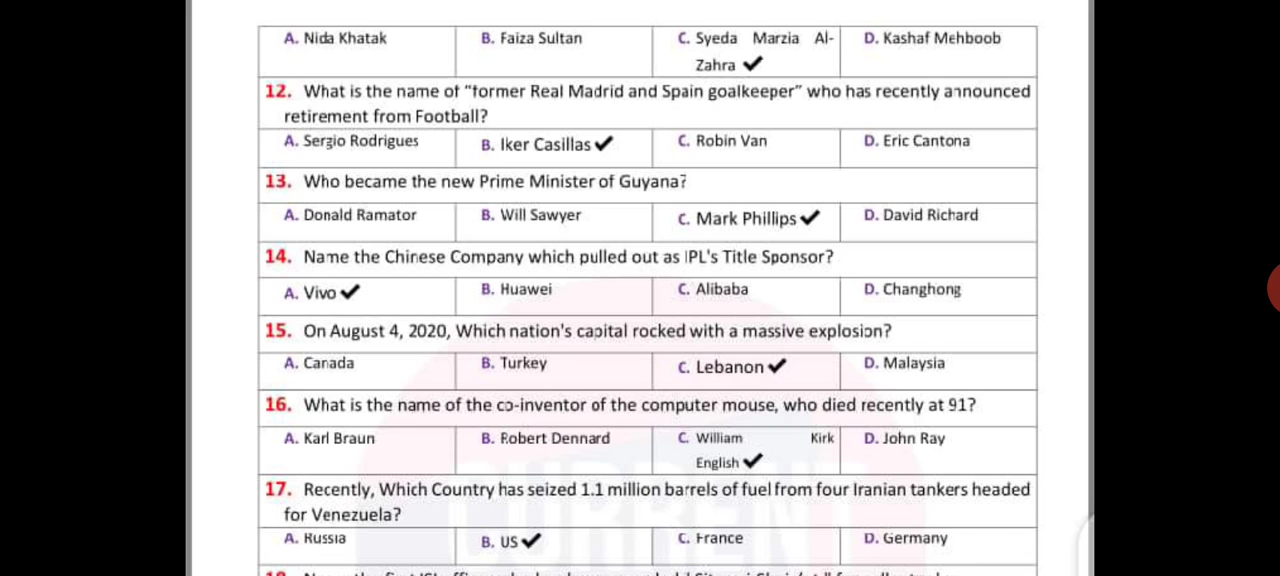 A. Nida Khatak B. Faiza Sultan C. Syeda Marzia Al- D. Kashaf Mehboob
Zahra ✔
12. What is the name of "former Real Madrid and Spain goalkeeper" who has recently announced
retirement from Football?
A. Sergio Rodrigues B. Iker Casillas ✔ C. Robin Van D. Eric Cantona
13. Who became the new Prime Minister of Guyana?
A. Donald Ramator B. Will Sawyer C. Mark Phillips ✔ D. David Richard
14. Name the Chinese Company which pulled out as IPL's Title Sponsor?
A. Vivo ✔ B. Huawei C. Alibaba D. Changhong
15. On August 4, 2020, Which nation's capital rocked with a massive explosion?
A. Canada B. Turkey C. Lebanon ✔ D. Malaysia
16. What is the name of the co-inventor of the computer mouse, who died recently at 91?
A. Karl Braun B. Robert Dennard C. William Kirk D. John Ray
English ✔
17. Recently, Which Country has seized 1.1 million barrels of fuel from four Iranian tankers headed
for Venezuela?
A. Russia B. US ✔ C. France D. Germany
CURRENT